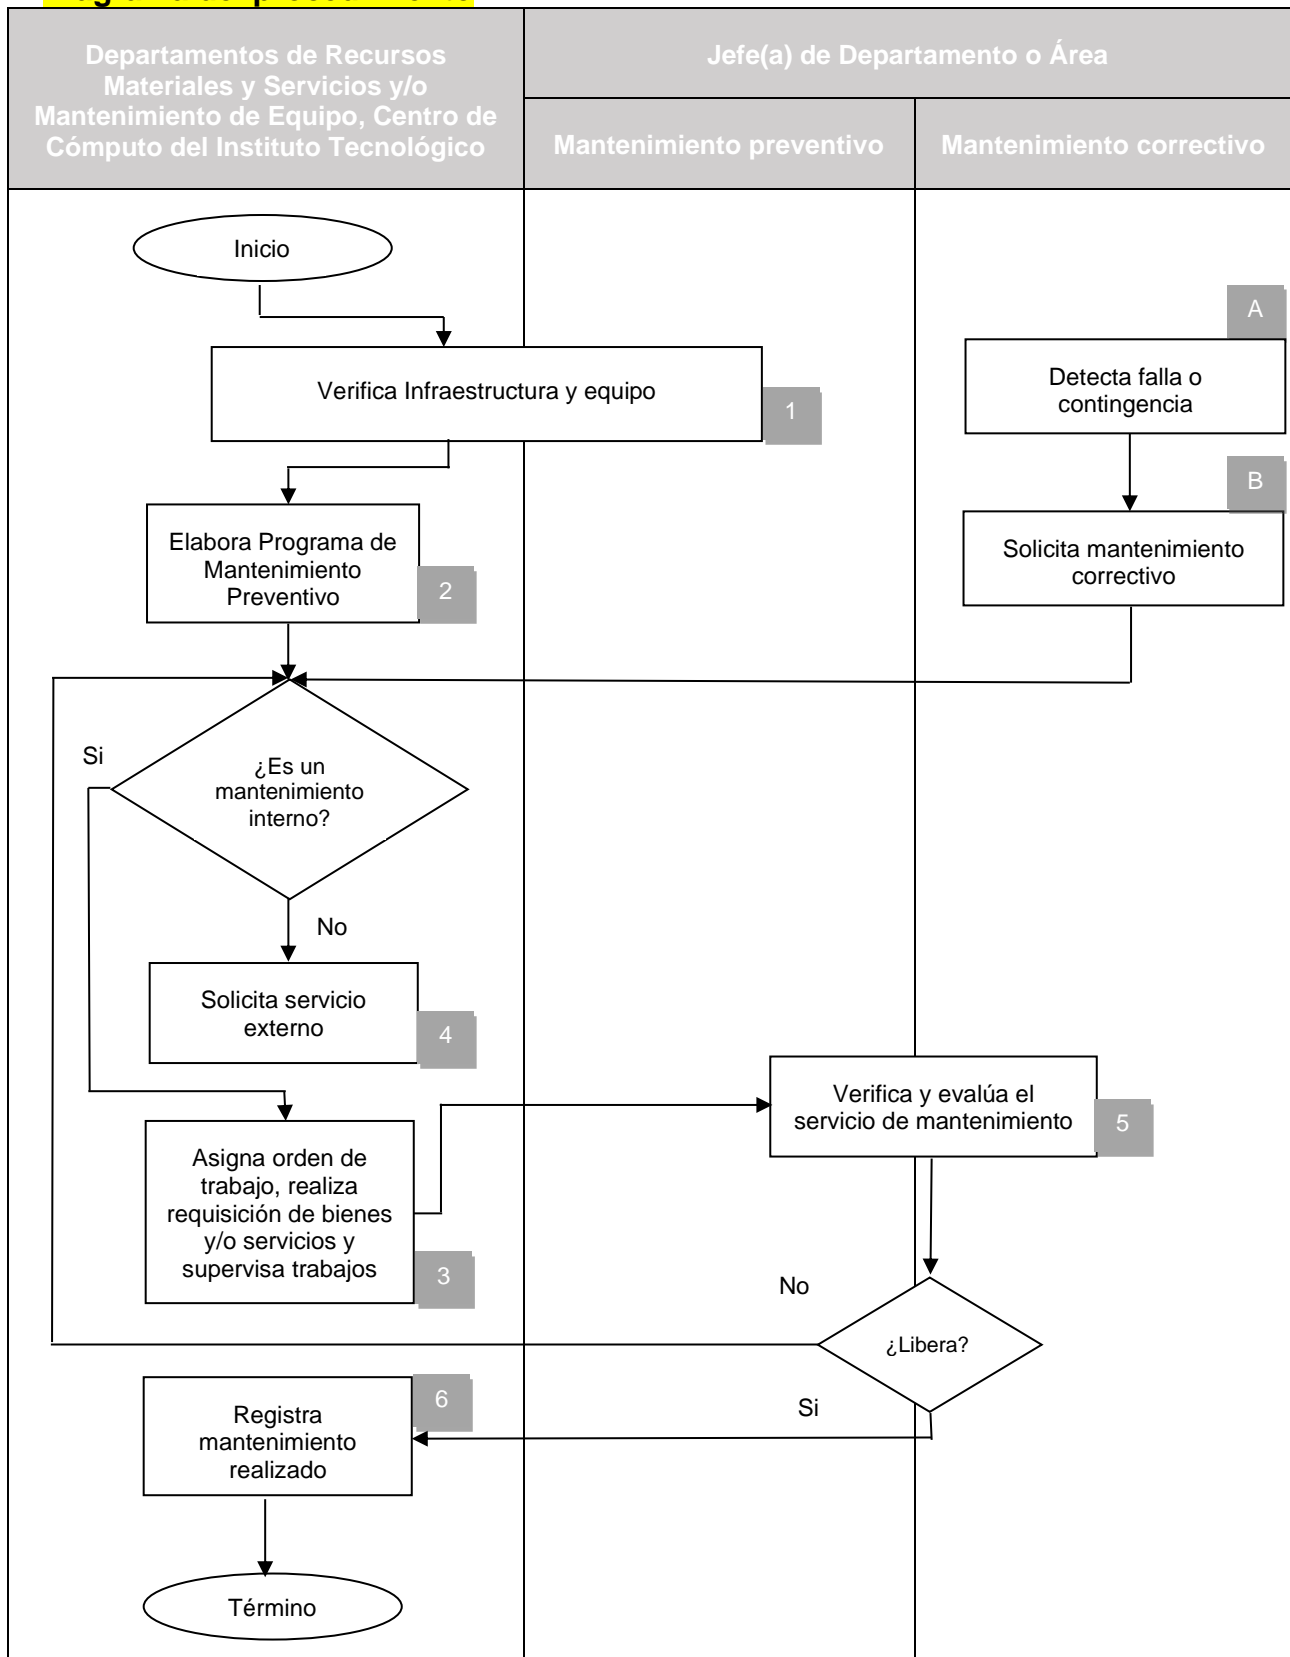 Departamentos de Recursos
Materiales y Servicios y/o
Mantenimiento de Equipo, Centro de
Cómputo del Instituto Tecnológico
Jefe(a) de Departamento o Área
Mantenimiento preventivo
Mantenimiento correctivo
Inicio
A
Verifica Infraestructura y equipo
1
Detecta falla o
contingencia
B
Elabora Programa de
Mantenimiento
Preventivo
2
Solicita mantenimiento
correctivo
Si
¿Es un
mantenimiento
interno?
No
Solicita servicio
externo
4
Verifica y evalúa el
servicio de mantenimiento
5
Asigna orden de
trabajo, realiza
requisición de bienes
y/o servicios y
supervisa trabajos
3
No
¿Libera?
6
Si
Registra
mantenimiento
realizado
Término